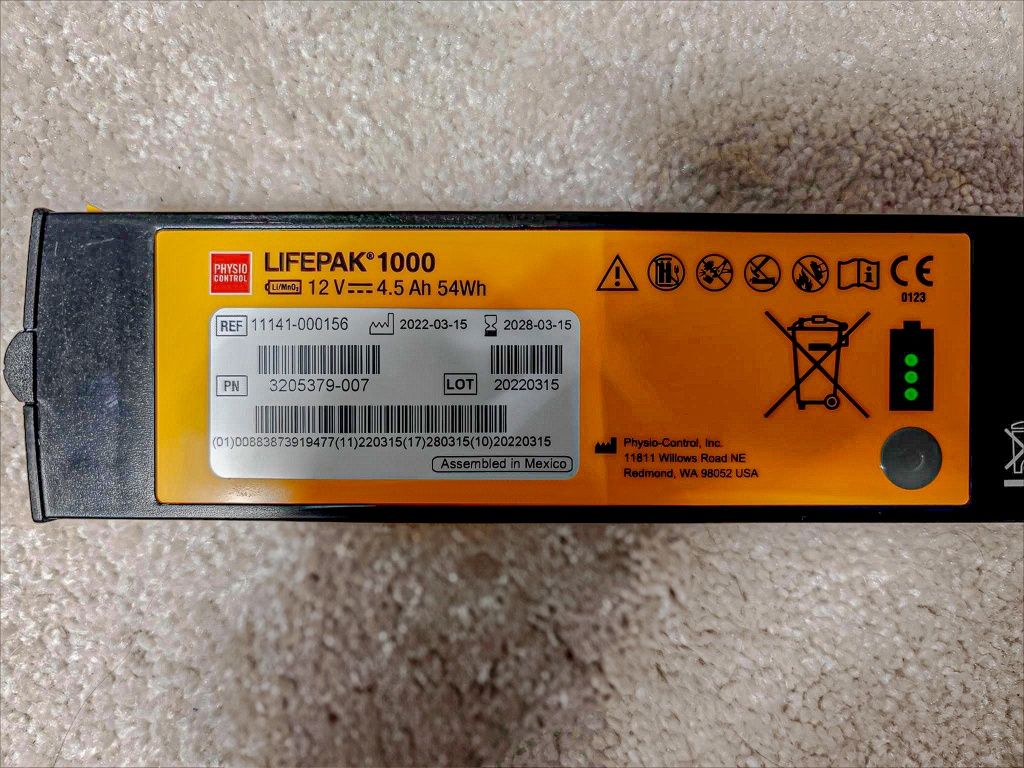 PHYSIO
CONTROL
LIFEPAK® 1000
Li/MnO₂ 12 V 4.5 Ah 54Wh
CE
0123
REF 11141-000156 2022-03-15 2028-03-15
PN 3205379-007 LOT 20220315
(01)00883873919477(11)220315(17)280315(10)20220315
Assembled in Mexico
Physio-Control, Inc.
11811 Willows Road NE
Redmond, WA 98052 USA